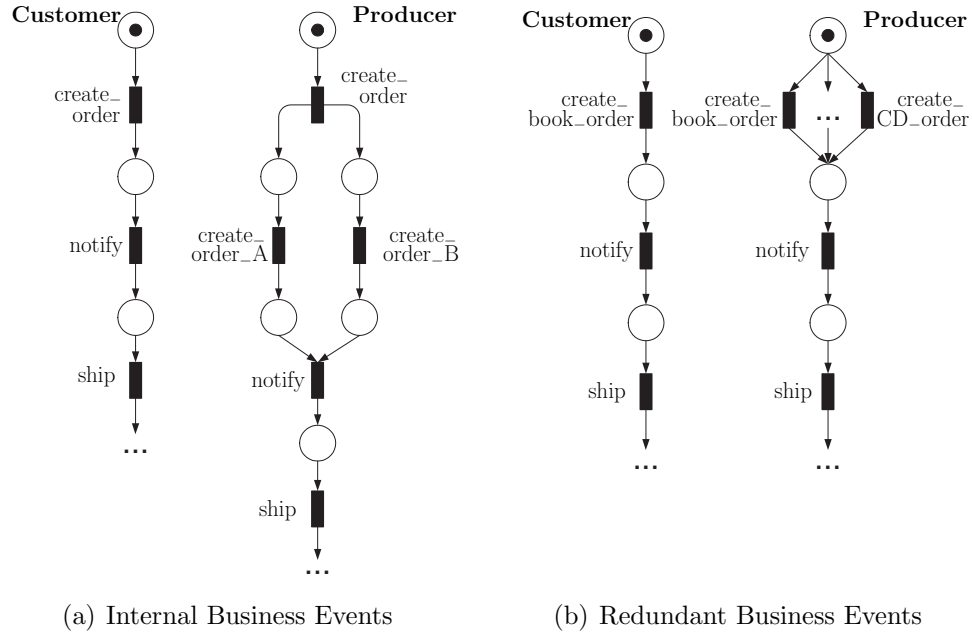 Customer
Producer
create_
order
create_
order
notify
create_
order_A
create_
order_B
ship
notify
...
ship
...
(a) Internal Business Events
Customer
Producer
create_
book_order
create_
book_order
...
create_
CD_order
notify
notify
ship
ship
...
...
(b) Redundant Business Events